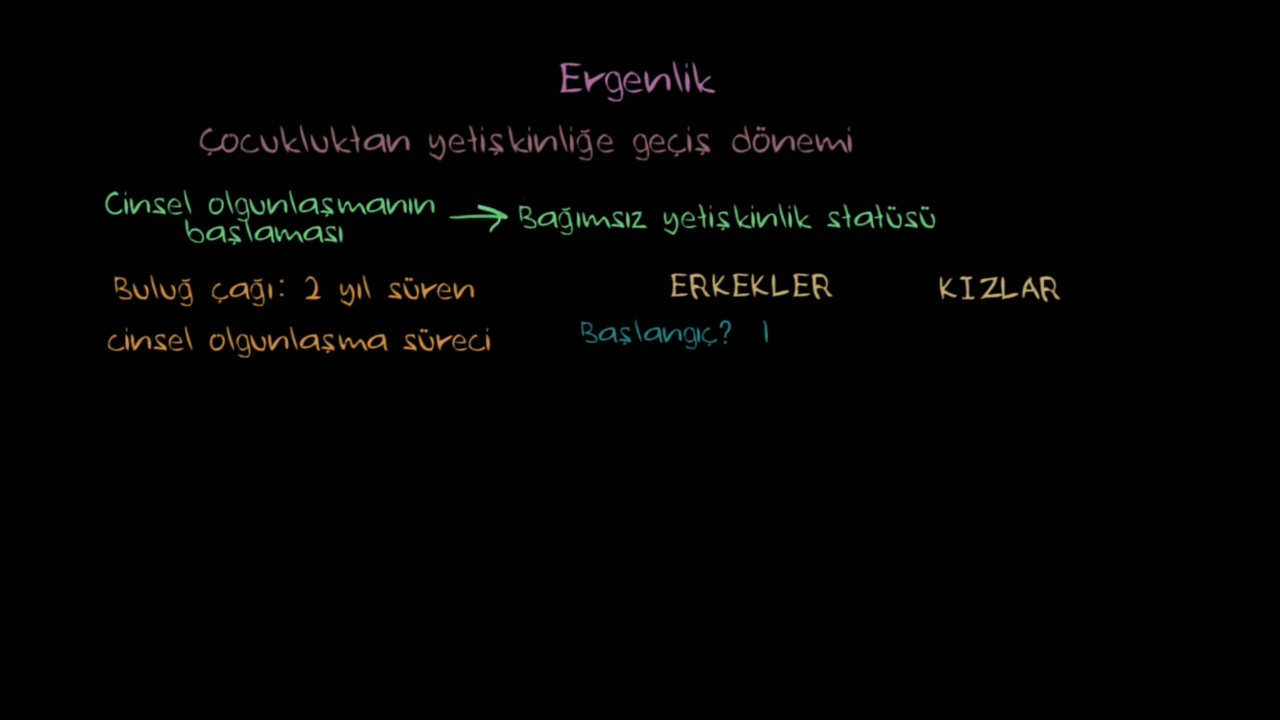 Ergenlik
Çocukluktan yetişkinliğe geçiş dönemi
Cinsel olgunlaşmanın
başlaması → Bağımsız yetişkinlik statüsü
Buluğ çağı: 2 yıl süren
cinsel olgunlaşma süreci
ERKEKLER KIZLAR
Başlangıç? 1